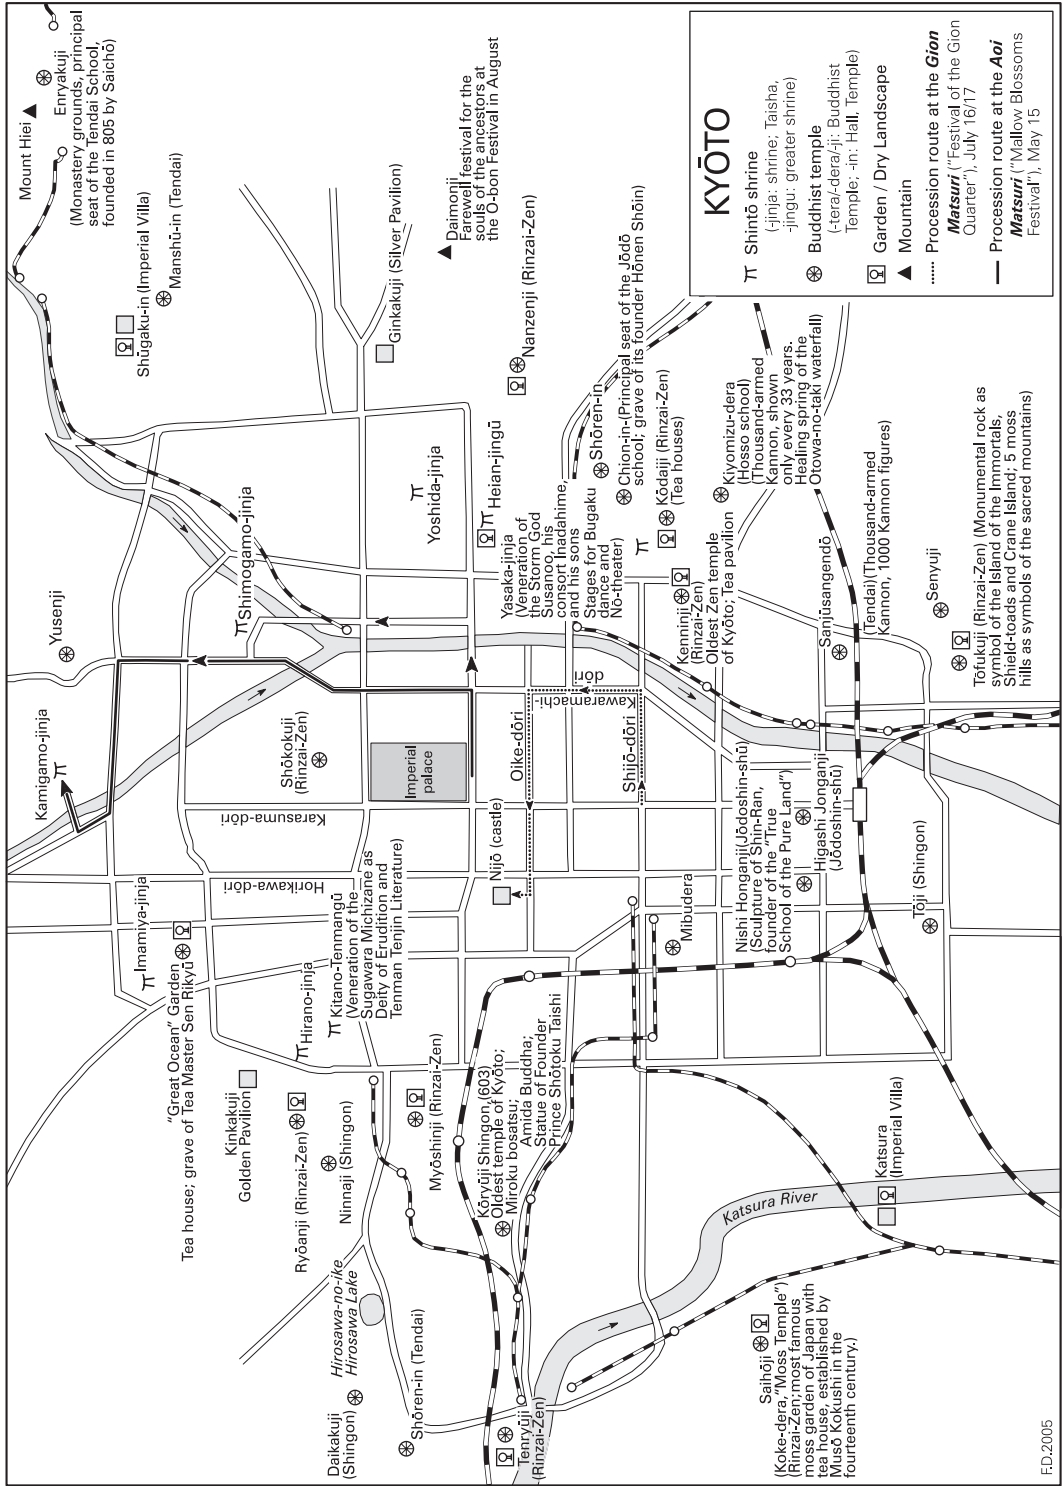 KYŌTO
Shintō shrine
(-jinja: shrine; Taisha,
-jingu: greater shrine)
Buddhist temple
(-tera/-dera/-ji: Buddhist
Temple; -in: Hall, Temple)
Garden / Dry Landscape
Mountain
Procession route at the Gion
Matsuri ("Festival of the Gion
Quarter"), July 16/17
Procession route at the Aoi
Matsuri ("Mallow Blossoms
Festival"), May 15
Mount Hiei
Enryakuji
(Monastery grounds, principal
seat of the Tendai School,
founded in 805 by Saichō)
Shūgaku-in (Imperial Villa)
Manshū-in (Tendai)
Ginkakuji (Silver Pavilion)
Daimonji
Farewell festival for the
souls of the ancestors at
the O-bon Festival in August
Nanzenji (Rinzai-Zen)
Yusenji
Shimogamo-jinja
Yoshida-jinja
Heian-jingū
Yasaka-jinja
(Veneration of
the Storm God
Susanoo, his
consort Inadahime,
and his sons
Stages for Bugaku
dance and
Nō-theater)
Shōren-in
Chion-in (Principal seat of the Jōdō
school; grave of its founder Hōnen Shōin)
Kōdaiji (Rinzai-Zen)
(Tea houses)
Kiyomizu-dera
(Hosso school)
(Thousand-armed
Kannon, shown
only every 33 years.
Healing spring of the
Otowa-no-taki waterfall)
Kenninji
(Rinzai-Zen)
Oldest Zen temple
of Kyōto; Tea pavilion
Sanjusangendō
(Tendai) (Thousand-armed
Kannon, 1000 Kannon figures)
Senyuji
Tōfukuji (Rinzai-Zen) (Monumental rock as
symbol of the Island of the Immortals,
Shield-toads and Crane Island; 5 moss
hills as symbols of the sacred mountains)
Kamigamo-jinja
Shōkokuji
(Rinzai-Zen)
Imperial
palace
Karasuma-dōri
Horikawa-dōri
Oike-dōri
Kawaramachi-
dōri
Shijō-dōri
Nijō (castle)
Mibudera
Nishi Honganji (Jōdoshin-shū)
(Sculpture of Shin-Ran,
founder of the "True
School of the Pure Land")
Higashi Jonganji
(Jōdoshin-shū)
Tōji (Shingon)
Imamiya-jinja
"Great Ocean" Garden
Tea house; grave of Tea Master Sen Rikyū
Hirano-jinja
Kitano-Tenmangū
(Veneration of the
Sugawara Michizane as
Deity of Erudition and
Tenman Tenjin Literature)
Kinkakuji
Golden Pavilion
Ryōanji (Rinzai-Zen)
Ninnaji (Shingon)
Myōshinji (Rinzai-Zen)
Kōryūji Shingon, (603)
Oldest temple of Kyōto;
Miroku bosatsu;
Amida Buddha;
Statue of Founder
Prince Shōtoku Taishi
Hirosawa-no-ike
Hirosawa Lake
Daikakuji
(Shingon)
Shōren-in (Tendai)
Tenryūji
(Rinzai-Zen)
Katsura River
Katsura
(Imperial Villa)
Saihōji
(Koke-dera, "Moss Temple")
(Rinzai-Zen; most famous
moss garden of Japan with
tea house, established by
Musō Kokushi in the
fourteenth century.)
F.D.2005